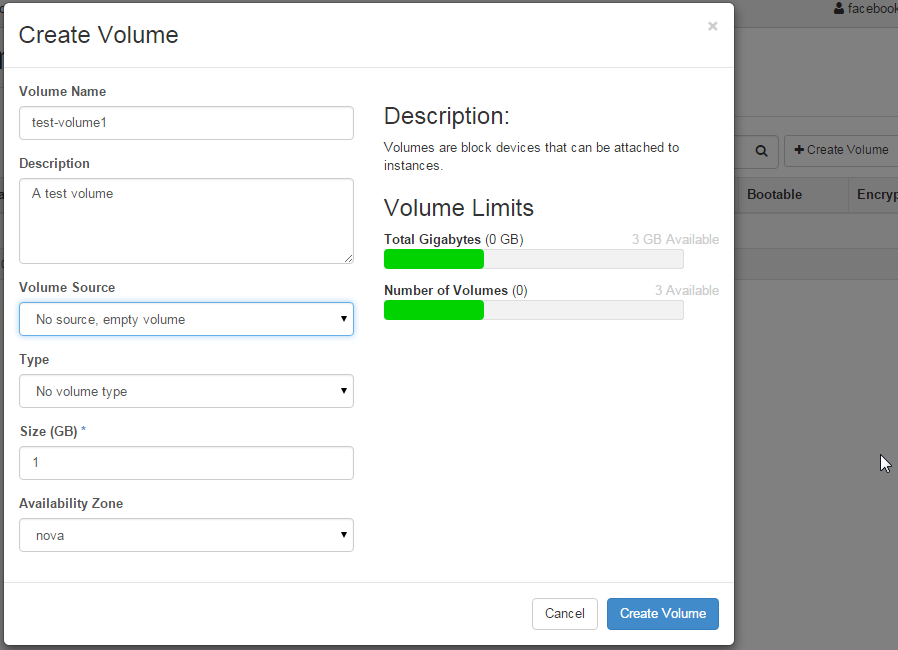 facebook
Create Volume
×
Volume Name
test-volume1
Description
A test volume
Volume Source
No source, empty volume
Type
No volume type
Size (GB) *
1
Availability Zone
nova
Description:
Volumes are block devices that can be attached to
instances.
Volume Limits
Total Gigabytes (0 GB) 3 GB Available
Number of Volumes (0) 3 Available
Cancel Create Volume
+ Create Volume
Bootable Encryp